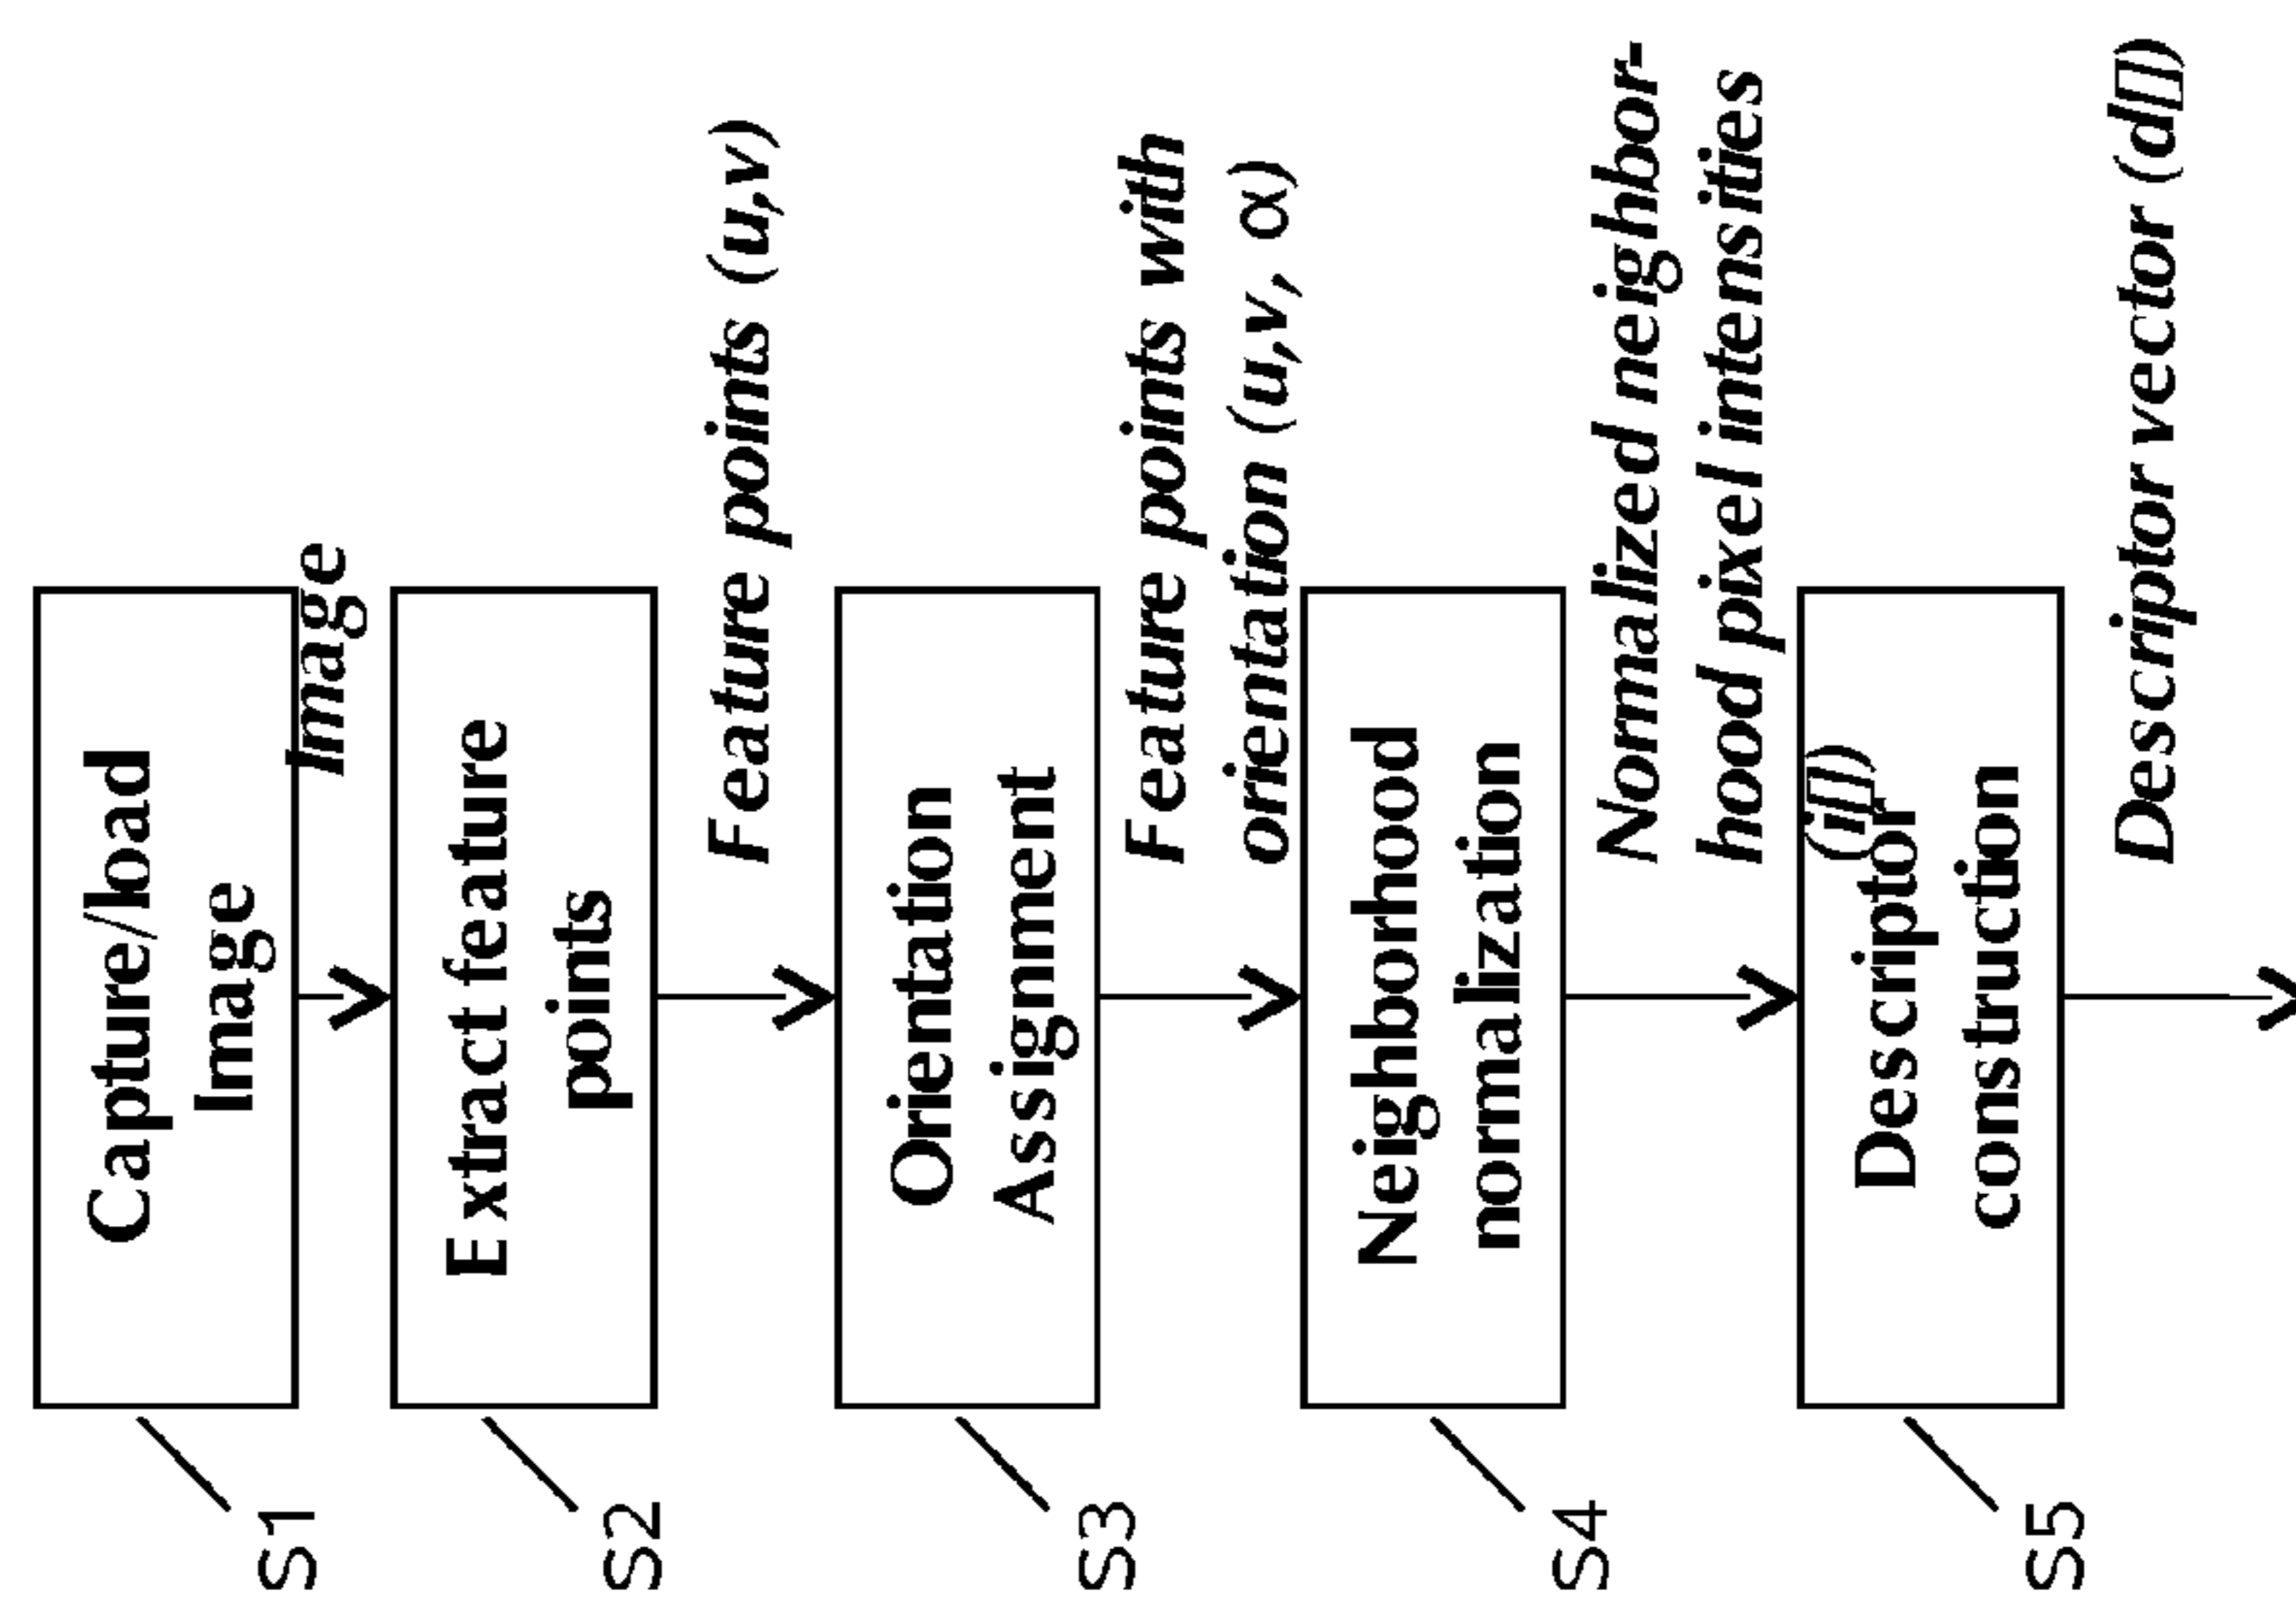 S1
Capture/load
Image
Image
S2
Extract feature
points
Feature points (u,v)
S3
Orientation
Assignment
Feature points with
orientation (u,v, α)
S4
Neighborhood
normalization
Normalized neighbor-
hood pixel intensities
(i[])
S5
Descriptor
construction
Descriptor vector (d[])